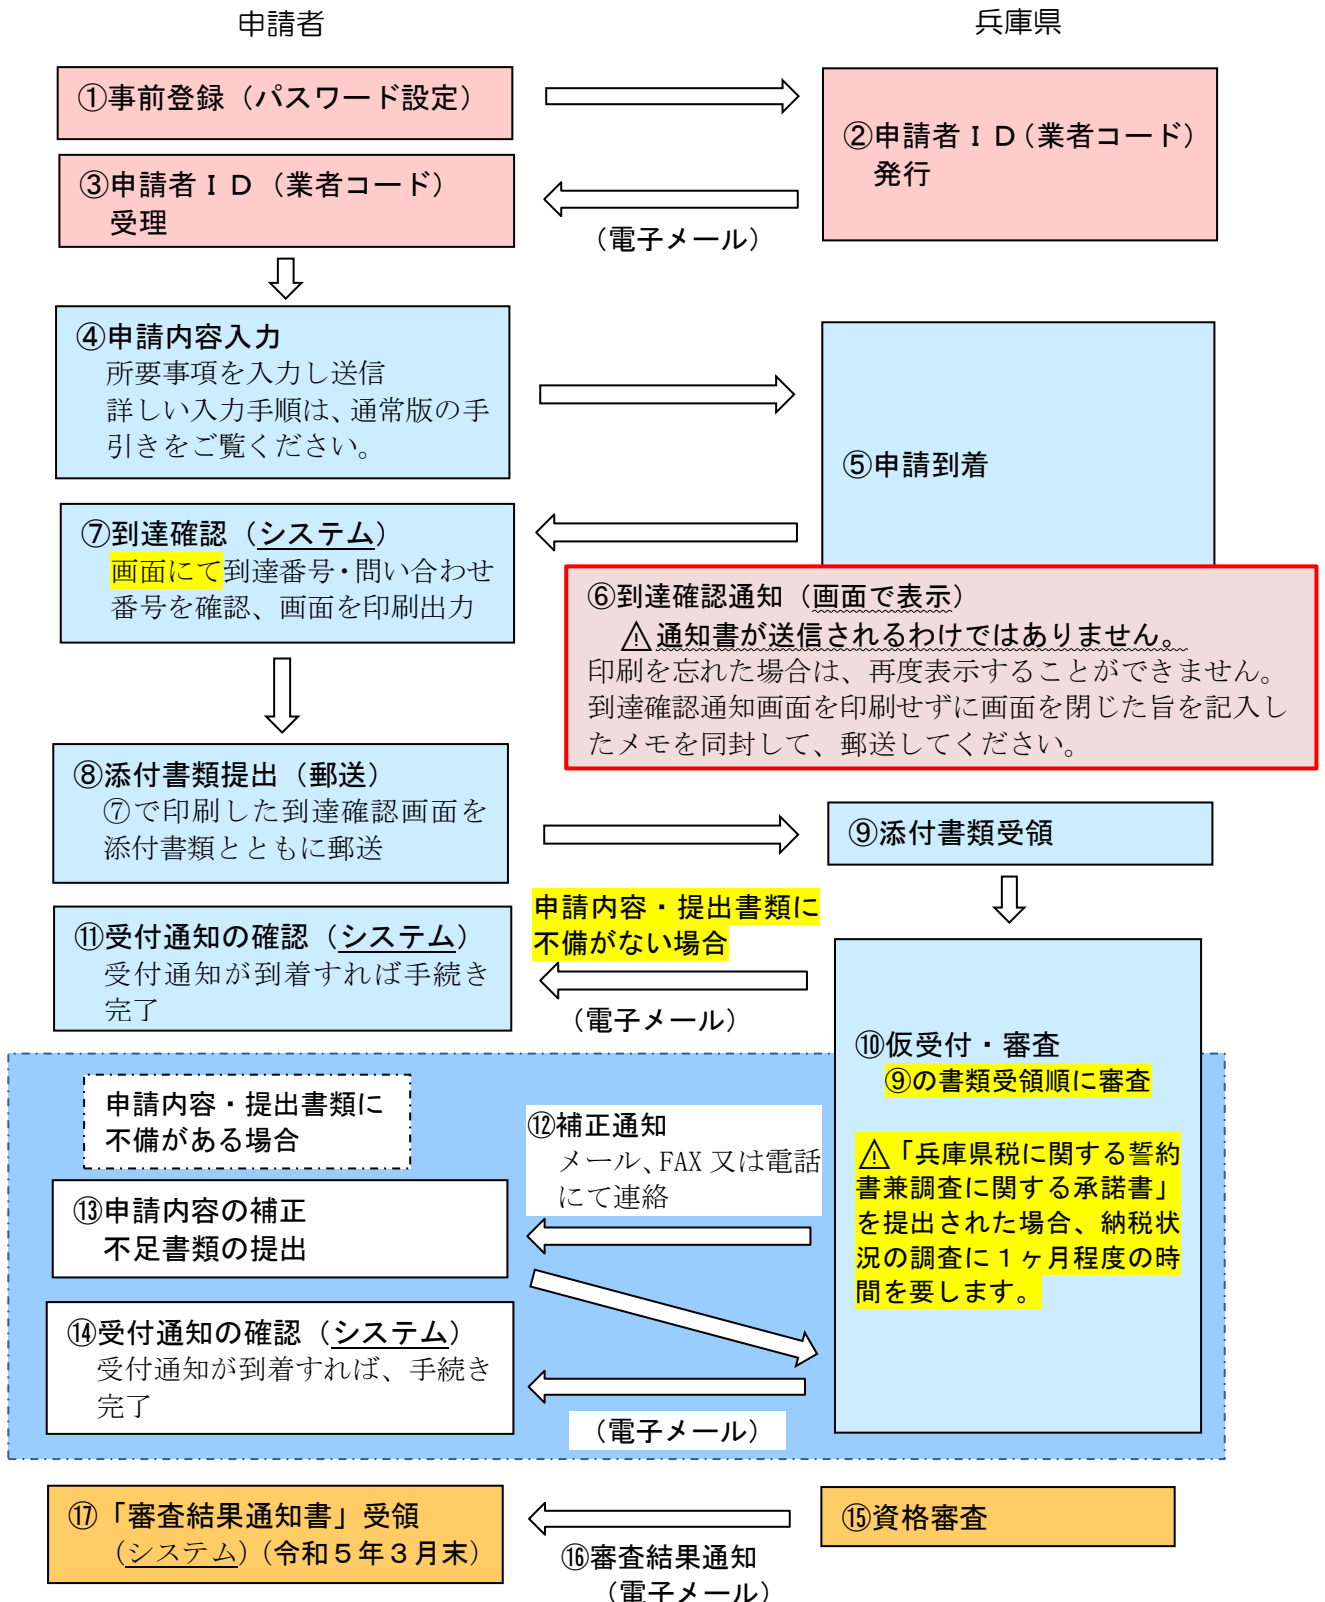 申請者
兵庫県
①事前登録（パスワード設定）
②申請者ＩＤ（業者コード）
発行
③申請者ＩＤ（業者コード）
受理
（電子メール）
④申請内容入力
所要事項を入力し送信
詳しい入力手順は、通常版の手
引きをご覧ください。
⑤申請到着
⑦到達確認（システム）
画面にて到達番号・問い合わせ
番号を確認、画面を印刷出力
⑥到達確認通知（画面で表示）
⚠通知書が送信されるわけではありません。
印刷を忘れた場合は、再度表示することができません。
到達確認通知画面を印刷せずに画面を閉じた旨を記入し
たメモを同封して、郵送してください。
⑧添付書類提出（郵送）
⑦で印刷した到達確認画面を
添付書類とともに郵送
⑨添付書類受領
申請内容・提出書類に
不備がない場合
⑪受付通知の確認（システム）
受付通知が到着すれば手続き
完了
（電子メール）
⑩仮受付・審査
⑨の書類受領順に審査
⚠「兵庫県税に関する誓約
書兼調査に関する承諾書」
を提出された場合、納税状
況の調査に１ヶ月程度の時
間を要します。
申請内容・提出書類に
不備がある場合
⑫補正通知
メール、FAX 又は電話
にて連絡
⑬申請内容の補正
不足書類の提出
⑭受付通知の確認（システム）
受付通知が到着すれば、手続き
完了
（電子メール）
⑰「審査結果通知書」受領
（システム）（令和５年３月末）
⑮資格審査
⑯審査結果通知
（電子メール）